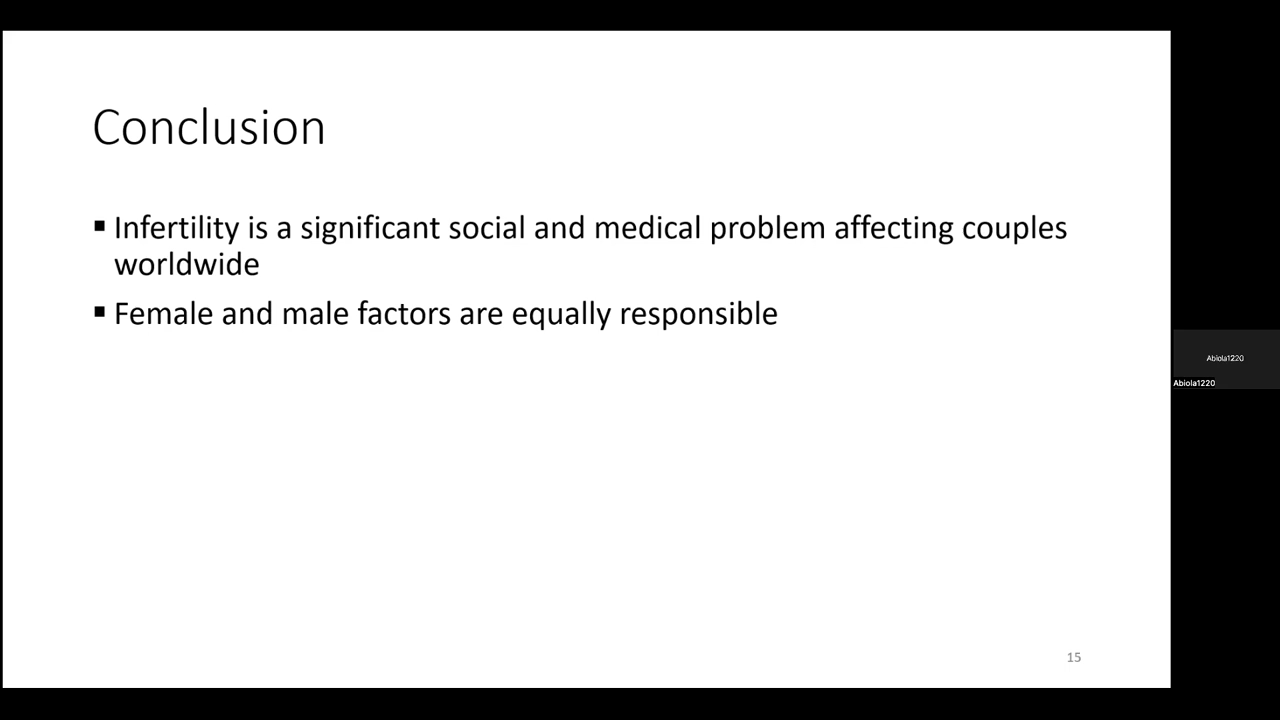 Conclusion
▪ Infertility is a significant social and medical problem affecting couples
worldwide
▪ Female and male factors are equally responsible
Abiola1220
Abiola1220
15